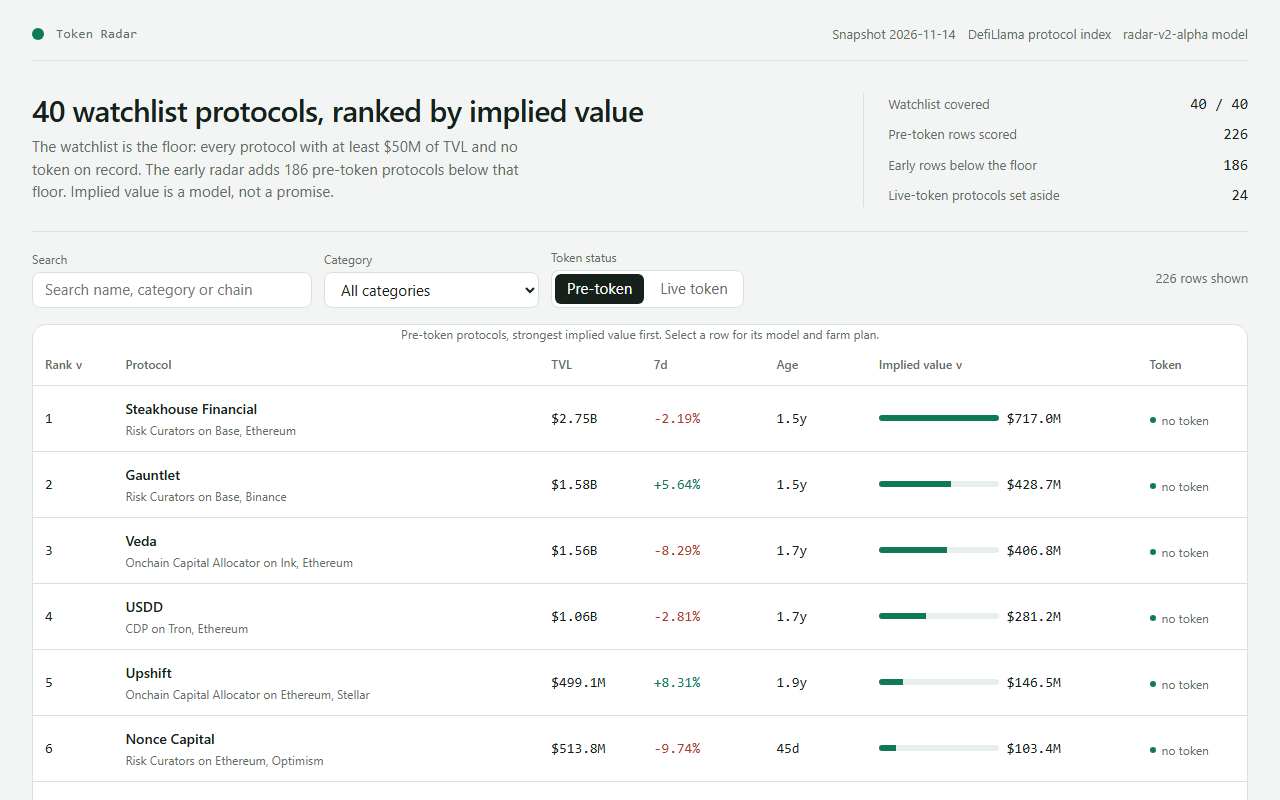 Token Radar
Snapshot 2026-11-14 DefiLlama protocol index radar-v2-alpha model
40 watchlist protocols, ranked by implied value
The watchlist is the floor: every protocol with at least $50M of TVL and no
token on record. The early radar adds 186 pre-token protocols below that
floor. Implied value is a model, not a promise.
Watchlist covered 40 / 40
Pre-token rows scored 226
Early rows below the floor 186
Live-token protocols set aside 24
Search
Search name, category or chain
Category
All categories
Token status
Pre-token Live token
226 rows shown
Pre-token protocols, strongest implied value first. Select a row for its model and farm plan.
Rank v Protocol TVL 7d Age Implied value v Token
1 Steakhouse Financial $2.75B -2.19% 1.5y $717.0M no token
Risk Curators on Base, Ethereum
2 Gauntlet $1.58B +5.64% 1.5y $428.7M no token
Risk Curators on Base, Binance
3 Veda $1.56B -8.29% 1.7y $406.8M no token
Onchain Capital Allocator on Ink, Ethereum
4 USDD $1.06B -2.81% 1.7y $281.2M no token
CDP on Tron, Ethereum
5 Upshift $499.1M +8.31% 1.9y $146.5M no token
Onchain Capital Allocator on Ethereum, Stellar
6 Nonce Capital $513.8M -9.74% 45d $103.4M no token
Risk Curators on Ethereum, Optimism